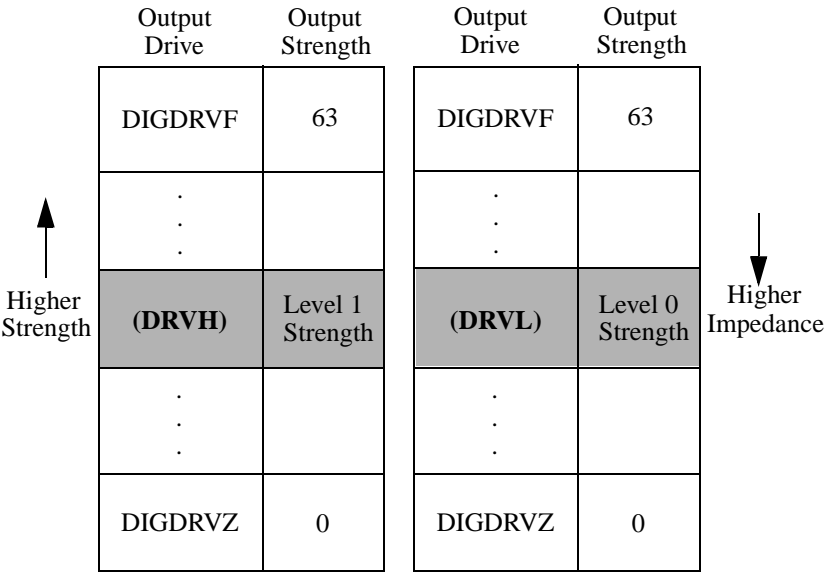 Output Drive
Output Strength
Output Drive
Output Strength
DIGDRVF 63
DIGDRVF 63
.
.
.
.
.
.
Higher Strength
(DRVH)
Level 1 Strength
(DRVL)
Level 0 Strength
Higher Impedance
.
.
.
.
.
.
DIGDRVZ 0
DIGDRVZ 0